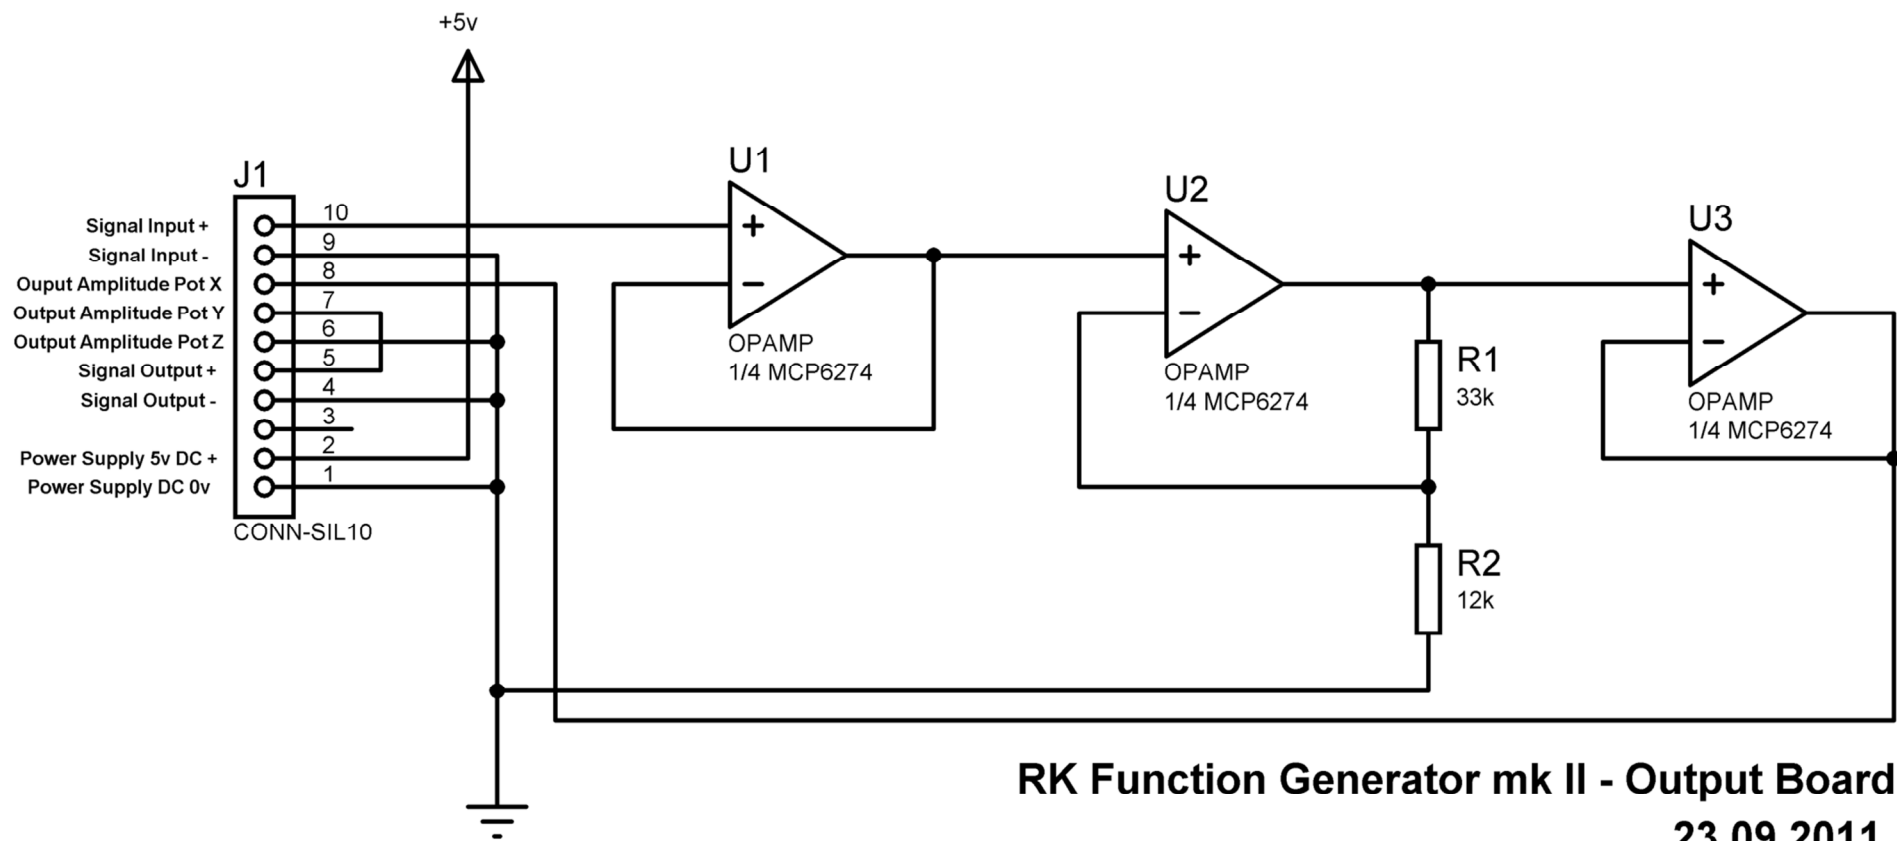 +5v
J1
Signal Input + 10
Signal Input - 9
Ouput Amplitude Pot X 8
Output Amplitude Pot Y 7
Output Amplitude Pot Z 6
Signal Output + 5
Signal Output - 4
3
Power Supply 5v DC + 2
Power Supply DC 0v 1
CONN-SIL10
U1
+
-
OPAMP
1/4 MCP6274
U2
+
-
OPAMP
1/4 MCP6274
R1
33k
R2
12k
U3
+
-
OPAMP
1/4 MCP6274
RK Function Generator mk II - Output Board
23.09.2011